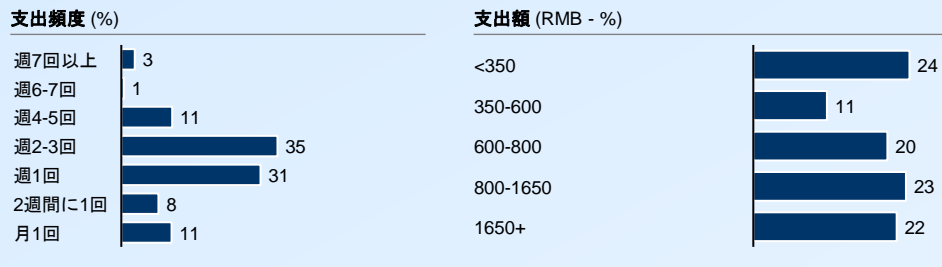 支出頻度 (%)
週7回以上 3
週6-7回 1
週4-5回 11
週2-3回 35
週1回 31
2週間に1回 8
月1回 11
支出額 (RMB - %)
<350 24
350-600 11
600-800 20
800-1650 23
1650+ 22